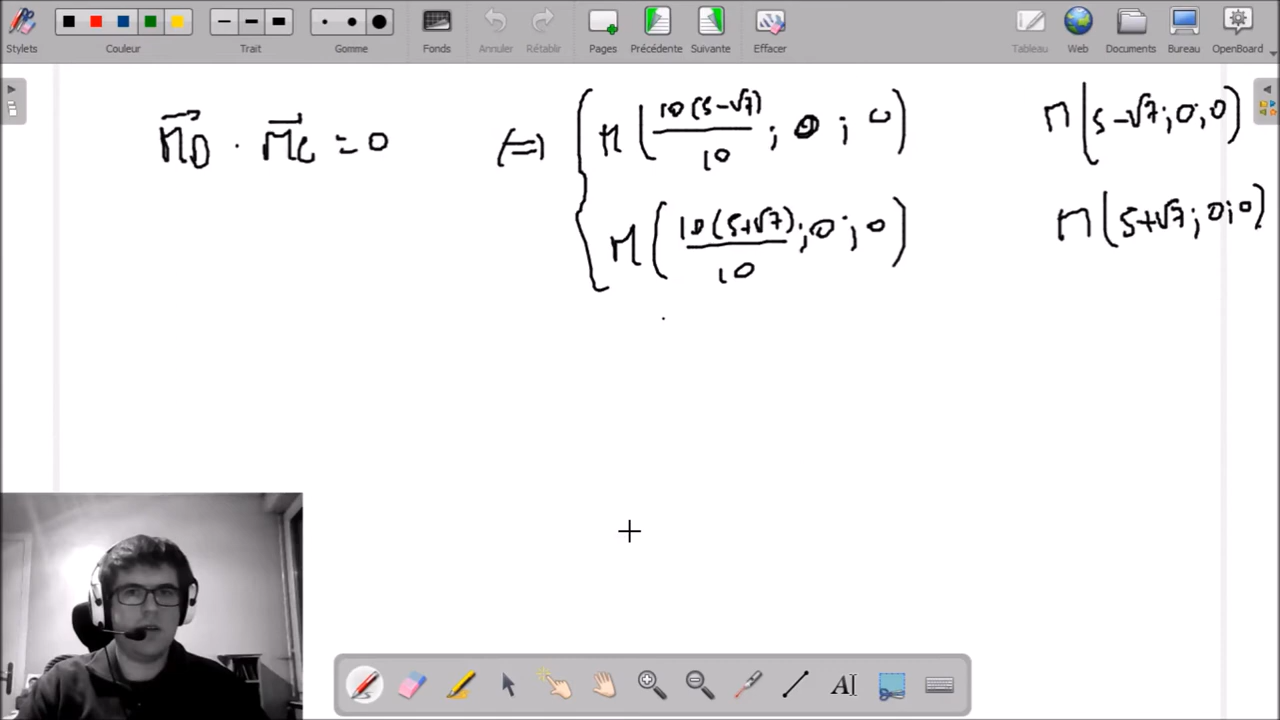 Stylets Couleur Trait Gomme Fonds Annuler Rétablir Pages Précédente Suivante Effacer Tableau Web Documents Bureau OpenBoard
MD · MC = 0 ⟺ { M(10(5-√7)/10 ; 0 ; 0) M(5-√7; 0; 0)
M(10(5+√7)/10 ; 0 ; 0) M(5+√7; 0; 0)
AI